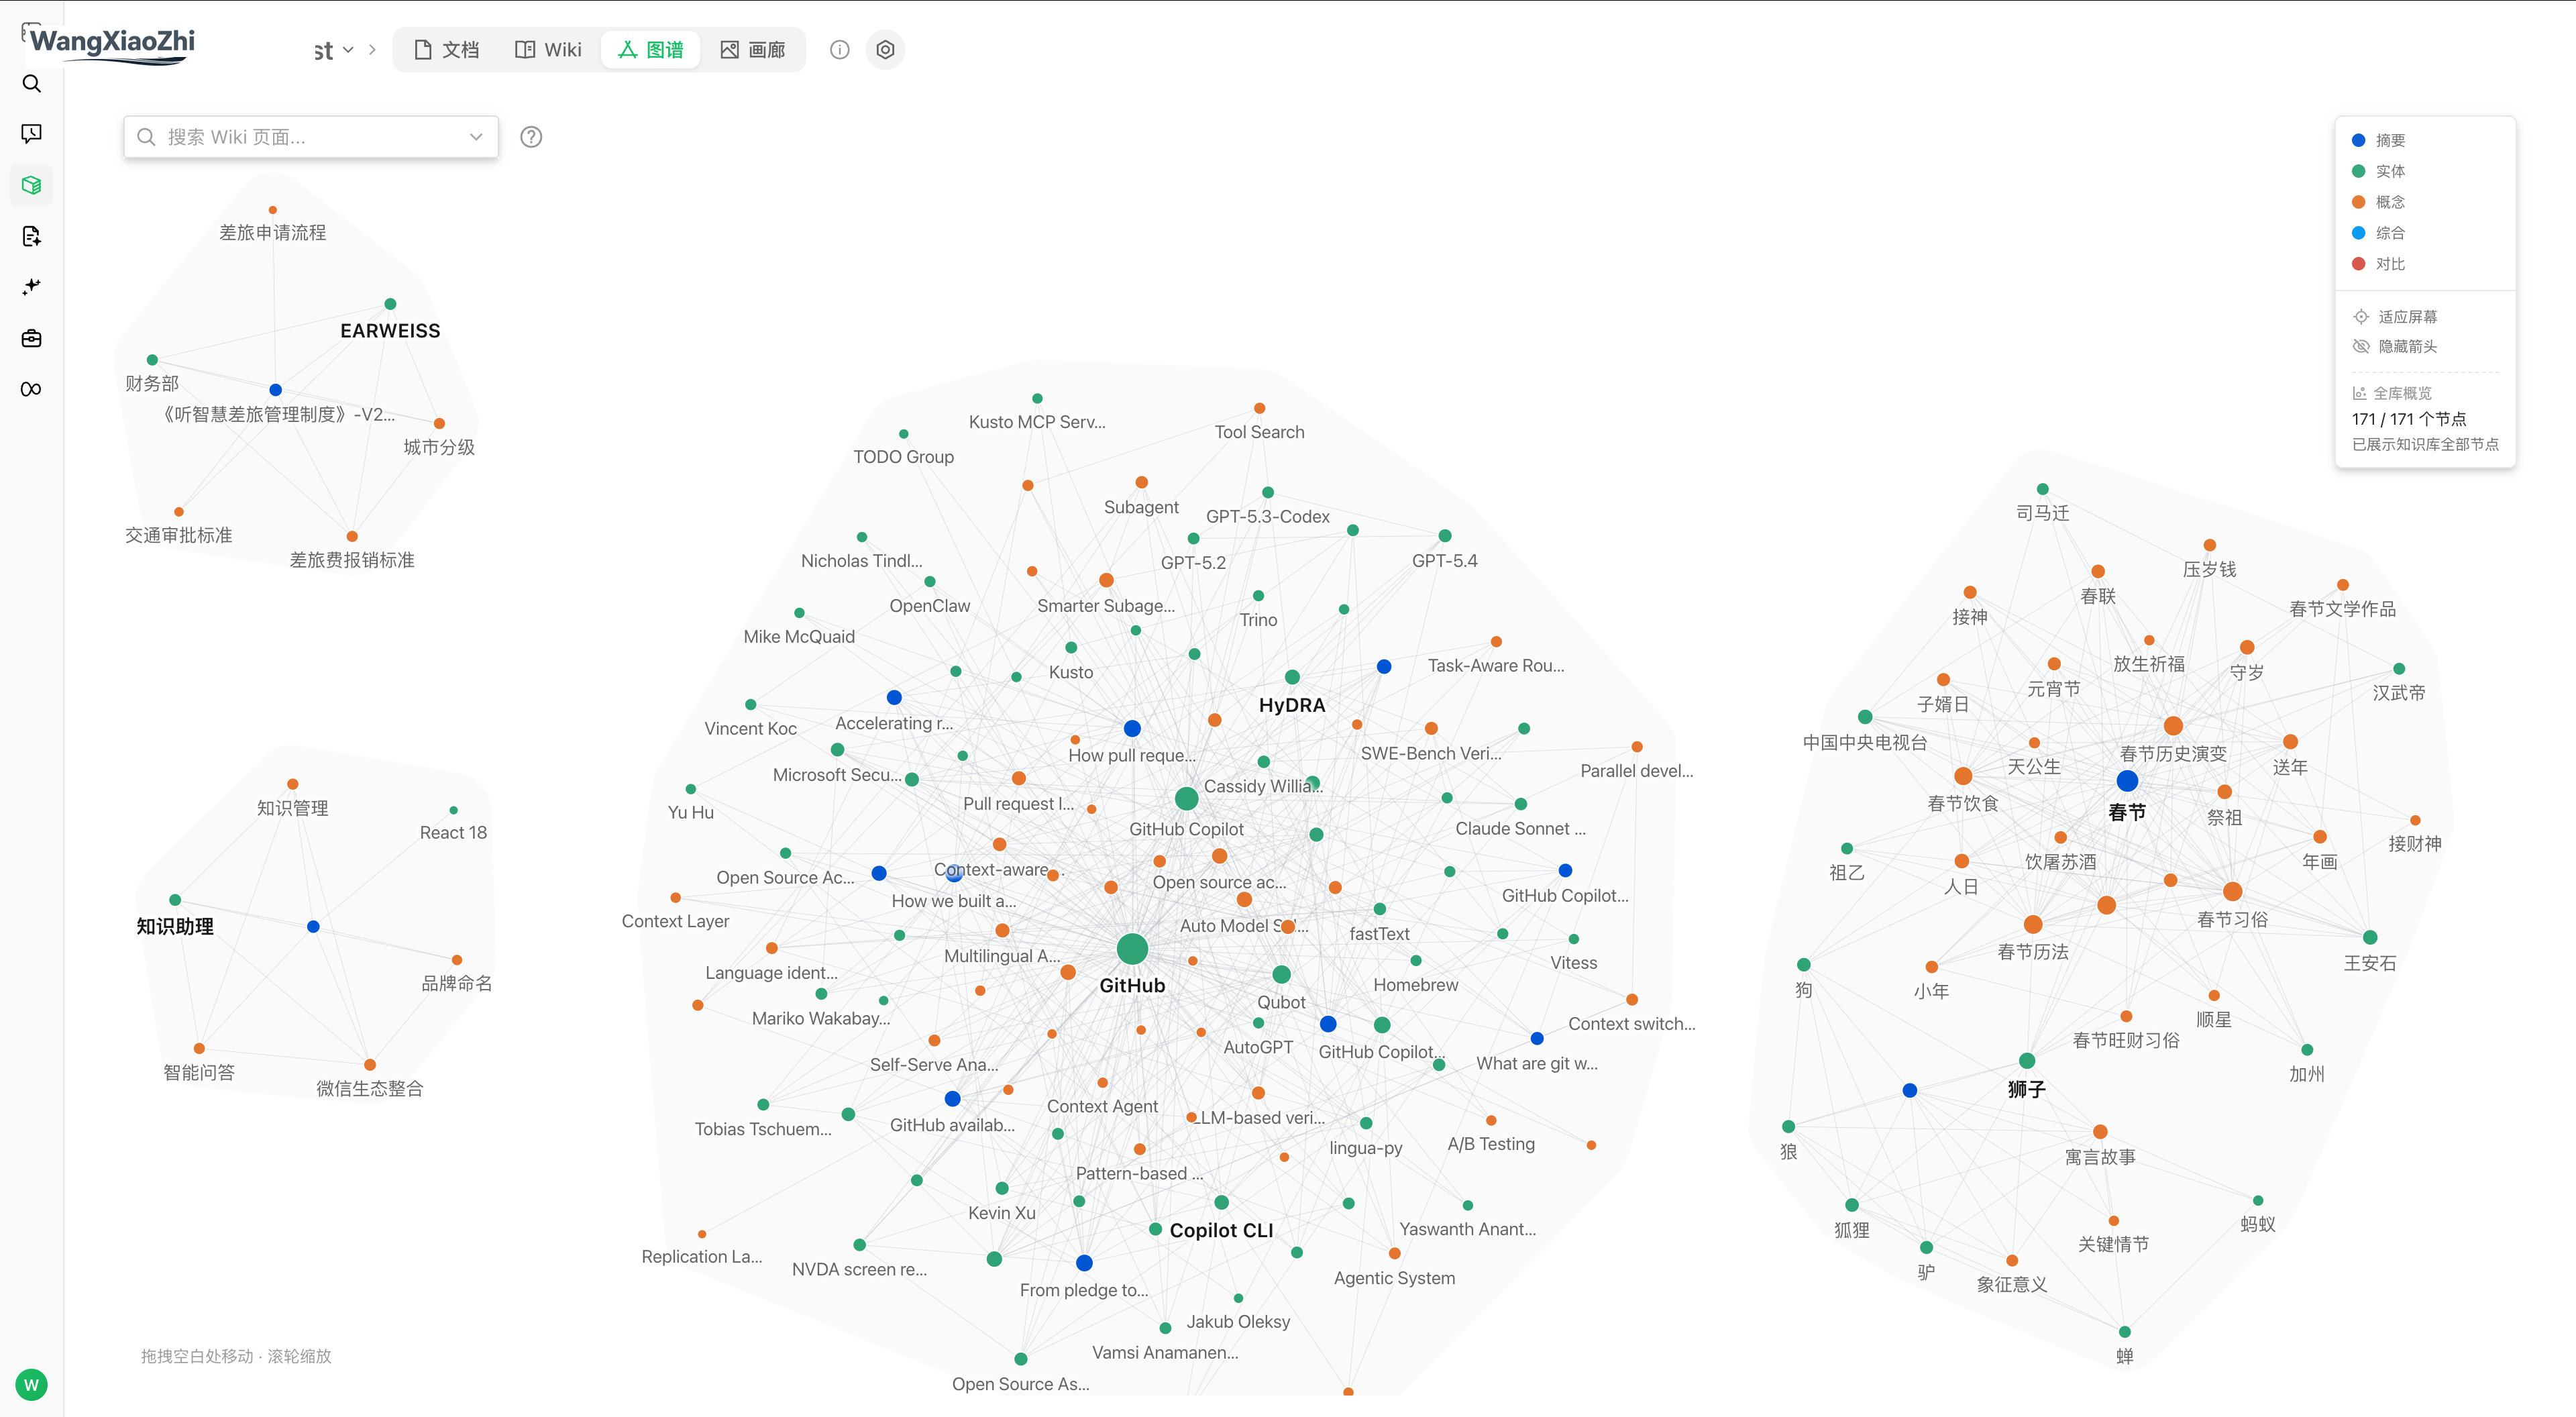 WangXiaoZhi
st
文档
Wiki
图谱
画廊
搜索 Wiki 页面...
摘要
实体
概念
综合
对比
适应屏幕
隐藏箭头
全库概览
171 / 171 个节点
已展示知识库全部节点
差旅申请流程
EARWEISS
财务部
《听智慧差旅管理制度》-V2...
城市分级
交通审批标准
差旅费报销标准
知识管理
React 18
知识助理
品牌命名
智能问答
微信生态整合
Kusto MCP Serv...
Tool Search
TODO Group
Subagent
GPT-5.3-Codex
Nicholas Tindl...
GPT-5.2
GPT-5.4
OpenClaw
Smarter Subage...
Trino
Mike McQuaid
Kusto
Task-Aware Rou...
HyDRA
Vincent Koc
Accelerating r...
How pull reque...
SWE-Bench Veri...
Parallel devel...
Microsoft Secu...
Cassidy Willia...
Yu Hu
Pull request l...
GitHub Copilot
Claude Sonnet ...
Open Source Ac...
Context-aware...
Open source ac...
How we built a...
GitHub Copilot...
Context Layer
Auto Model S...
fastText
Multilingual A...
Vitess
Language ident...
GitHub
Homebrew
Qubot
Mariko Wakabay...
Context switch...
Self-Serve Ana...
AutoGPT
GitHub Copilot...
What are git w...
Context Agent
Tobias Tschuem...
GitHub availab...
LLM-based veri...
lingua-py
A/B Testing
Pattern-based ...
Kevin Xu
Copilot CLI
Yaswanth Anant...
Replication La...
NVDA screen re...
From pledge to...
Agentic System
Jakub Oleksy
Vamsi Anamanen...
Open Source As...
司马迁
压岁钱
春联
接神
春节文学作品
放生祈福
守岁
元宵节
子婿日
汉武帝
中国中央电视台
春节历史演变
天公生
送年
春节饮食
春节
祭祖
饮屠苏酒
年画
接财神
祖乙
人日
春节习俗
春节历法
王安石
狗
小年
顺星
春节旺财习俗
加州
狮子
狼
寓言故事
狐狸
蚂蚁
关键情节
驴
象征意义
蝉
拖拽空白处移动 · 滚轮缩放
W